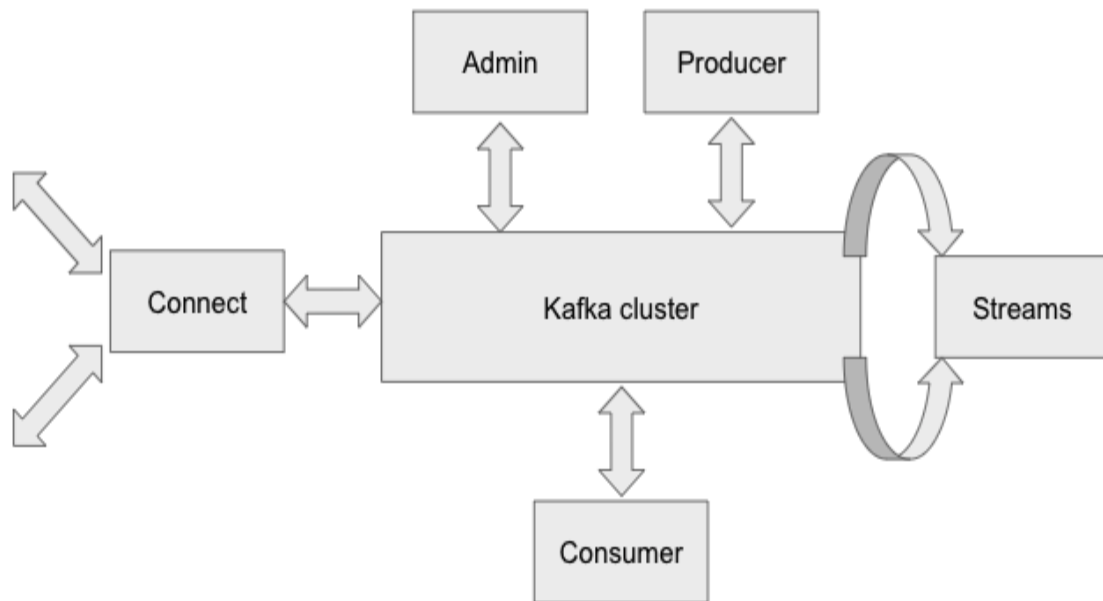 Admin
Producer
Connect
Kafka cluster
Streams
Consumer